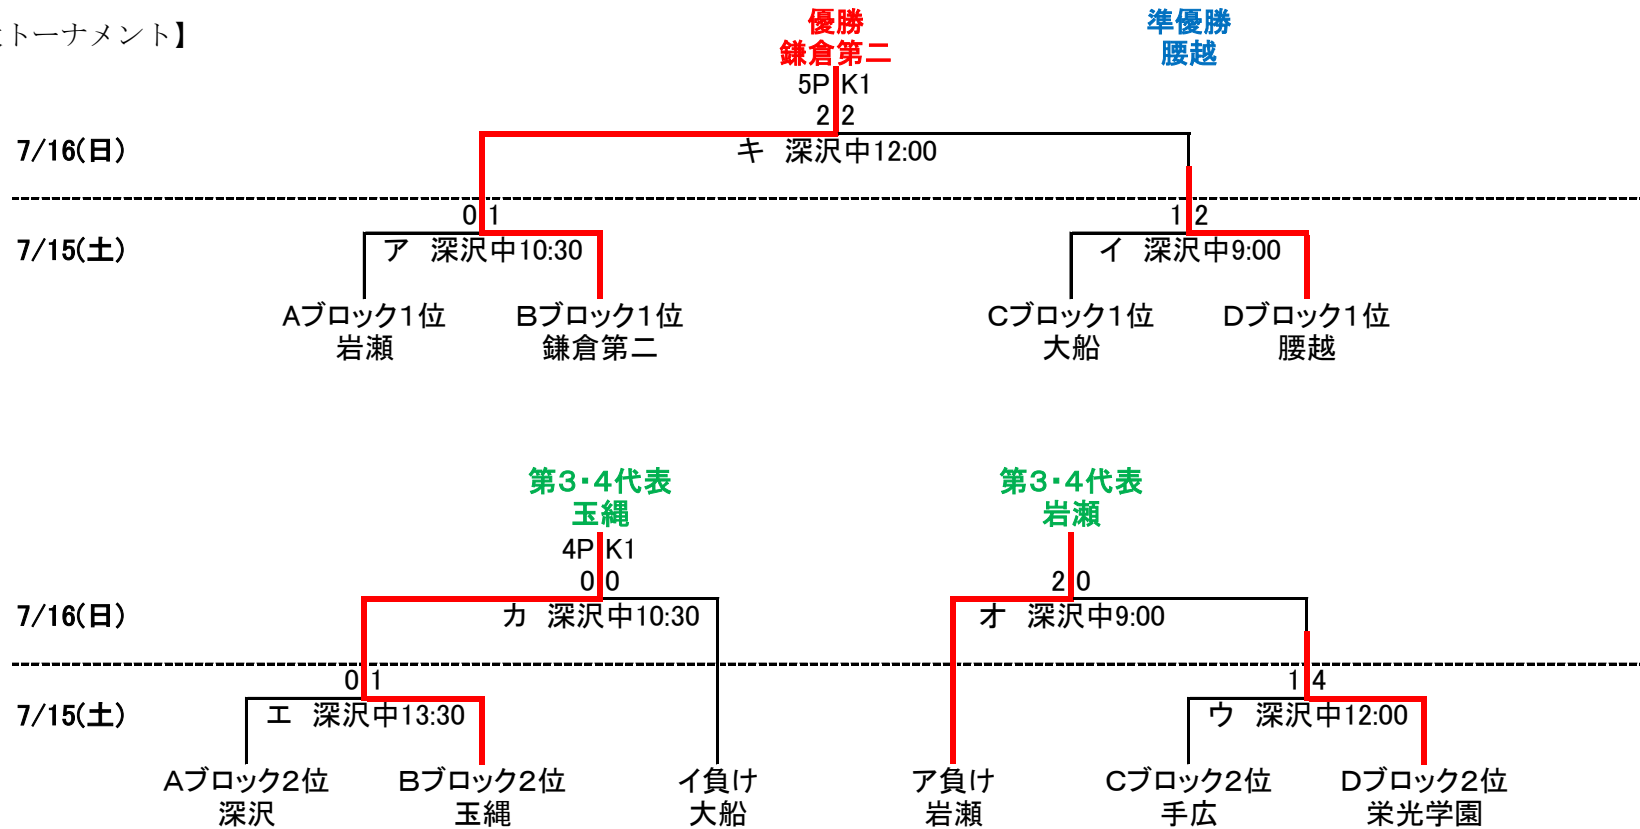 トーナメント】
優勝 準優勝
鎌倉第二 腰越
5PK1
2 2
7/16(日) キ 深沢中12:00
0 1 1 2
7/15(土) ア 深沢中10:30 イ 深沢中9:00
Aブロック1位 Bブロック1位 Cブロック1位 Dブロック1位
岩瀬 鎌倉第二 大船 腰越
第3・4代表 第3・4代表
玉縄 岩瀬
4PK1
0 0 2 0
7/16(日) カ 深沢中10:30 オ 深沢中9:00
0 1 1 4
7/15(土) エ 深沢中13:30 ウ 深沢中12:00
Aブロック2位 Bブロック2位 イ負け ア負け Cブロック2位 Dブロック2位
深沢 玉縄 大船 岩瀬 手広 栄光学園